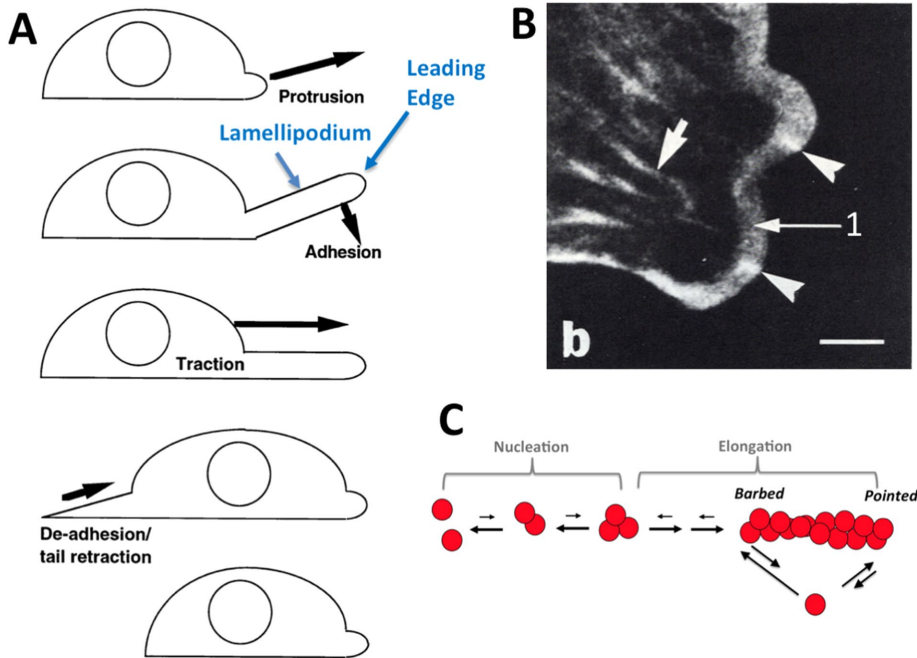 A
Protrusion
Leading
Edge
Lamellipodium
Adhesion
Traction
De-adhesion/
tail retraction
B
1
b
C
Nucleation
Elongation
Barbed
Pointed